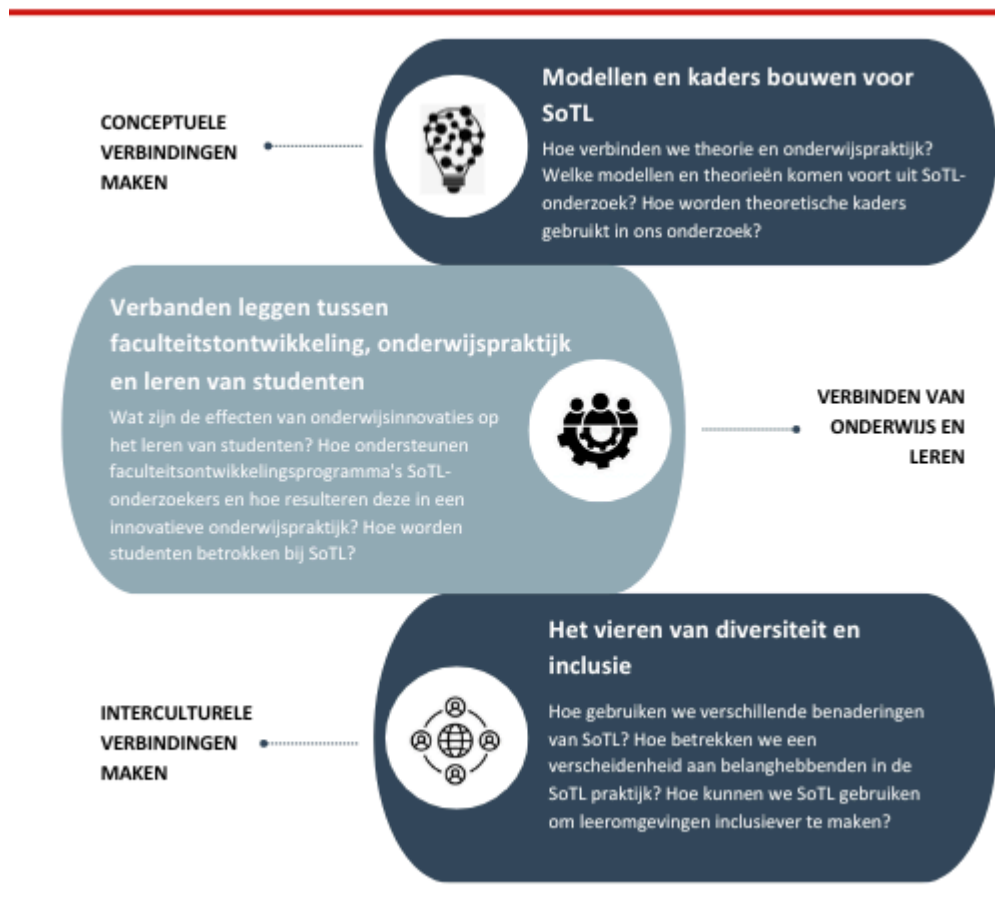 CONCEPTUELE
VERBINDINGEN
MAKEN
Modellen en kaders bouwen voor
SoTL
Hoe verbinden we theorie en onderwijspraktijk?
Welke modellen en theorieën komen voort uit SoTL-
onderzoek? Hoe worden theoretische kaders
gebruikt in ons onderzoek?
Verbanden leggen tussen
faculteitstontwikkeling, onderwijspraktijk
en leren van studenten
Wat zijn de effecten van onderwijsinnovaties op
het leren van studenten? Hoe ondersteunen
faculteitsontwikkelingsprogramma's SoTL-
onderzoekers en hoe resulteren deze in een
innovatieve onderwijspraktijk? Hoe worden
studenten betrokken bij SoTL?
VERBINDEN VAN
ONDERWIJS EN
LEREN
INTERCULTURELE
VERBINDINGEN
MAKEN
Het vieren van diversiteit en
inclusie
Hoe gebruiken we verschillende benaderingen
van SoTL? Hoe betrekken we een
verscheidenheid aan belanghebbenden in de
SoTL praktijk? Hoe kunnen we SoTL gebruiken
om leeromgevingen inclusiever te maken?